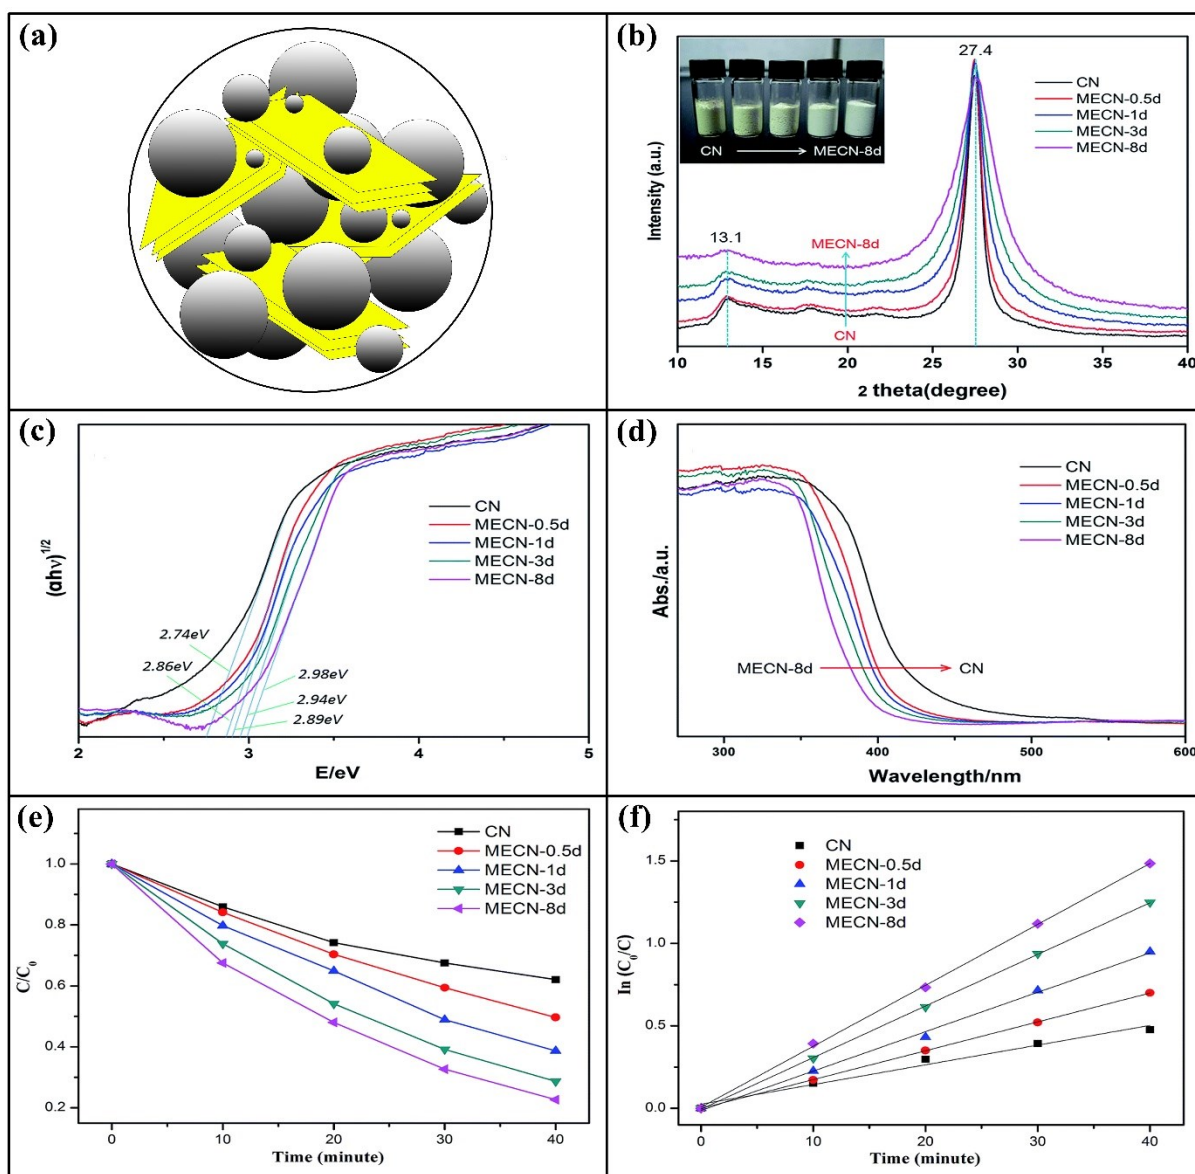 (a)
(b)
27.4
CN
MECN-0.5d
MECN-1d
MECN-3d
MECN-8d
CN
MECN-8d
13.1
MECN-8d
CN
Intensity (a.u.)
10
15
20
25
30
35
40
2 theta(degree)
(c)
CN
MECN-0.5d
MECN-1d
MECN-3d
MECN-8d
(αhν)^1/2
2.74eV
2.86eV
2.98eV
2.94eV
2.89eV
2
3
4
5
E/eV
(d)
CN
MECN-0.5d
MECN-1d
MECN-3d
MECN-8d
Abs./a.u.
MECN-8d
CN
300
400
500
600
Wavelength/nm
(e)
CN
MECN-0.5d
MECN-1d
MECN-3d
MECN-8d
1.0
0.8
0.6
0.4
0.2
C/C0
0
10
20
30
40
Time (minute)
(f)
CN
MECN-0.5d
MECN-1d
MECN-3d
MECN-8d
1.5
1.0
0.5
0.0
ln (C0/C)
0
10
20
30
40
Time (minute)